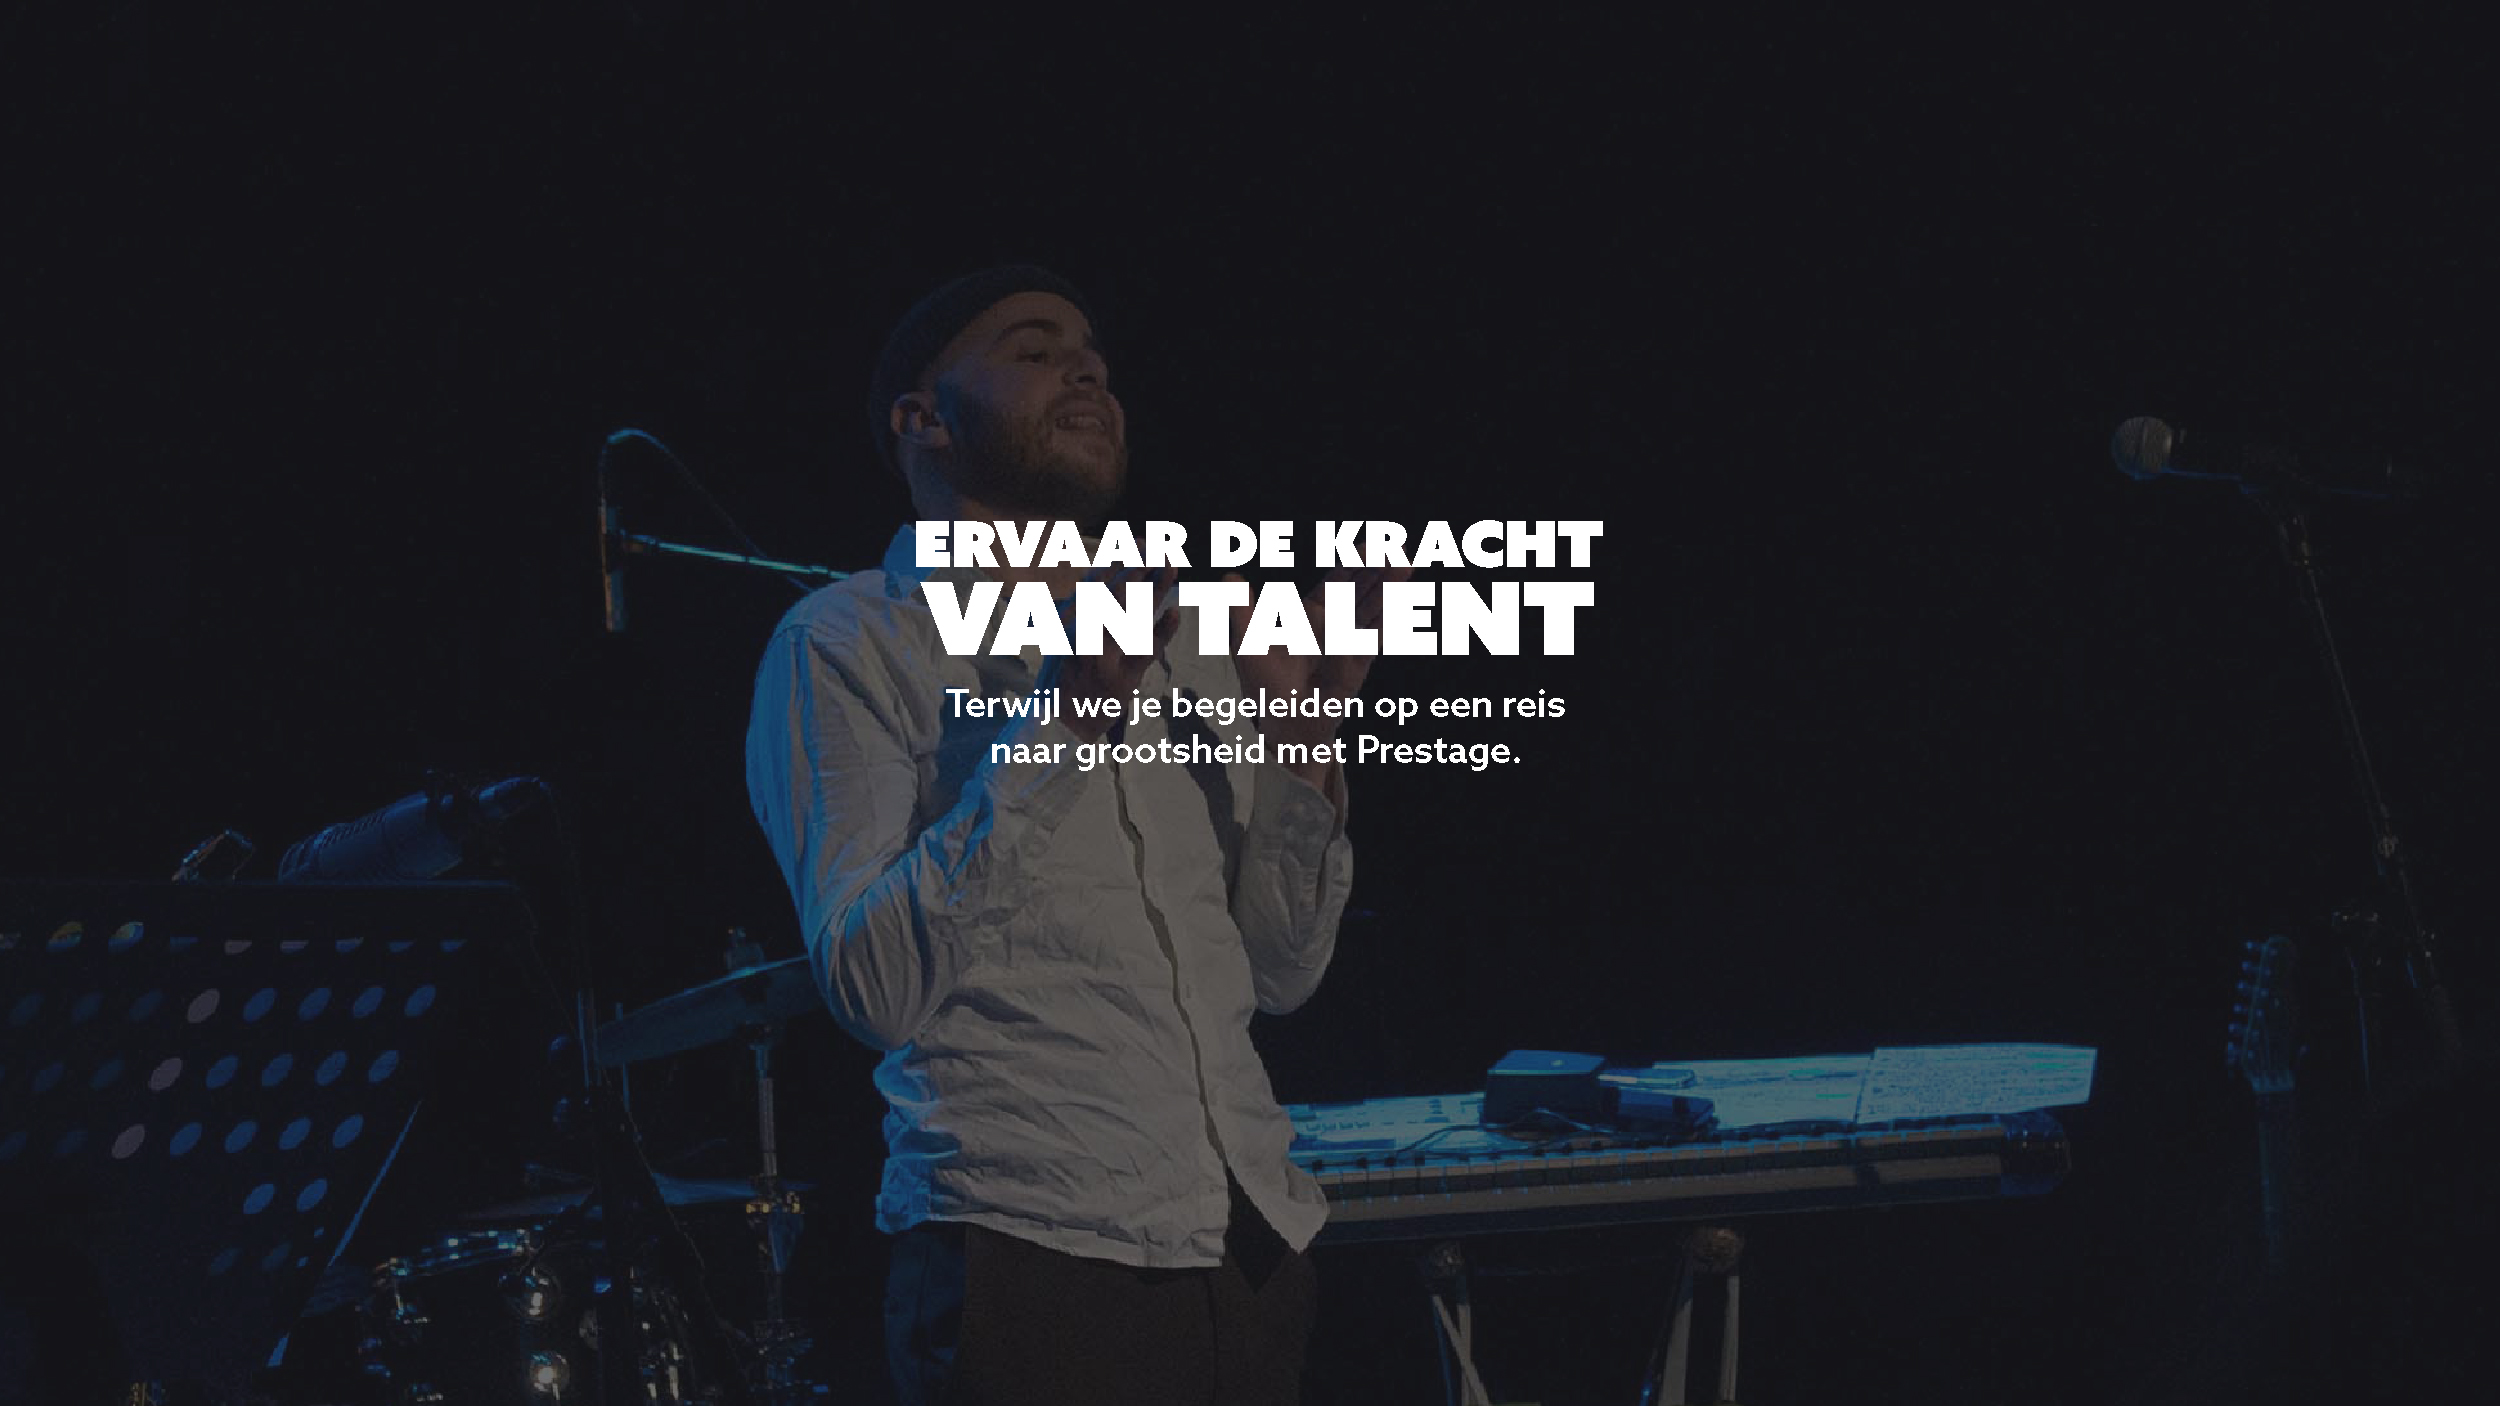 ERVAAR DE KRACHT
VAN TALENT
Terwijl we je begeleiden op een reis
naar grootsheid met Prestage.